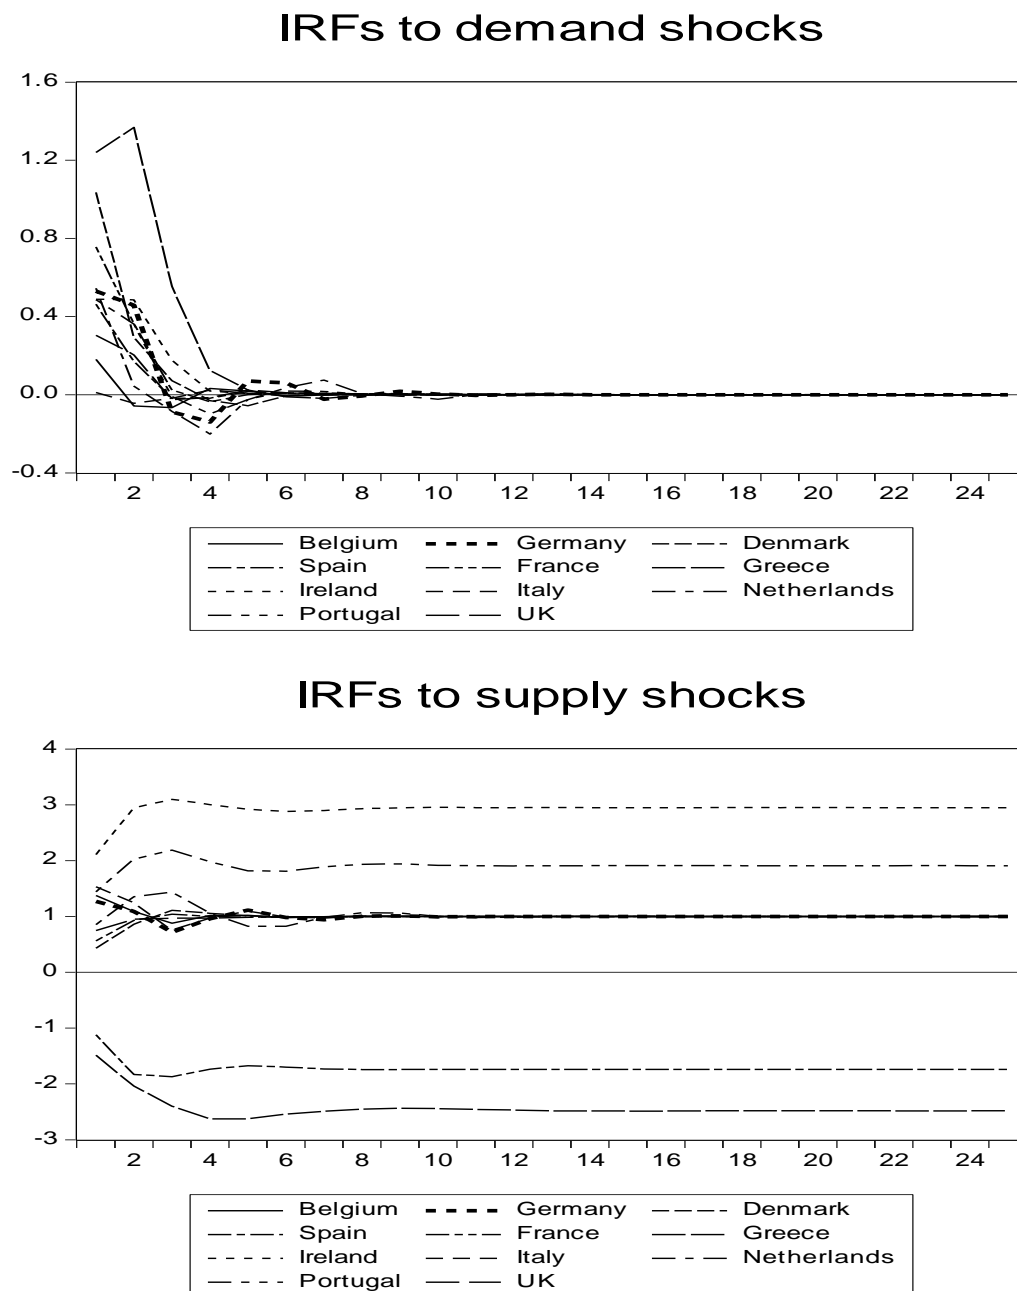 IRFs to demand shocks
1.6
1.2
0.8
0.4
0.0
-0.4
2 4 6 8 10 12 14 16 18 20 22 24
Belgium Germany Denmark
Spain France Greece
Ireland Italy Netherlands
Portugal UK
IRFs to supply shocks
4
3
2
1
0
-1
-2
-3
2 4 6 8 10 12 14 16 18 20 22 24
Belgium Germany Denmark
Spain France Greece
Ireland Italy Netherlands
Portugal UK